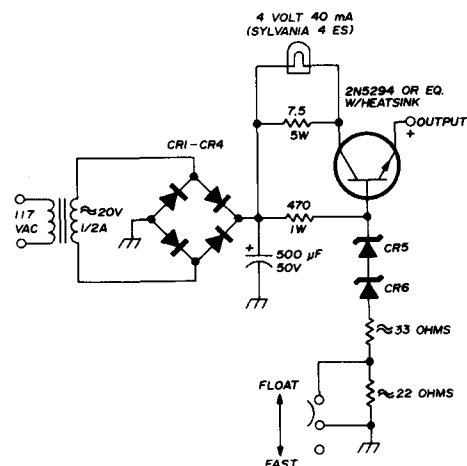 4 VOLT 40 mA
(SYLVANIA 4 ES)
2N5294 OR EQ.
W/HEATSINK
7.5
5W
OUTPUT
+
CR1-CR4
117
VAC
≈20V
1/2A
470
1W
+
500 µF
50V
CR5
CR6
≈33 OHMS
FLOAT
≈22 OHMS
FAST